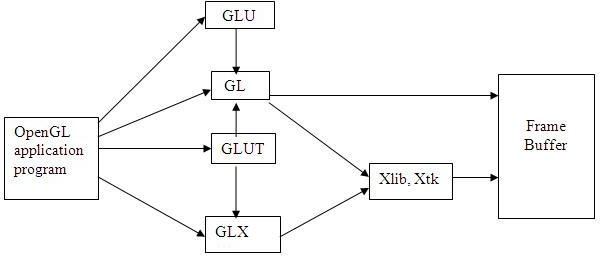 GLU
GL
OpenGL
application
program
GLUT
GLX
Xlib, Xtk
Frame
Buffer